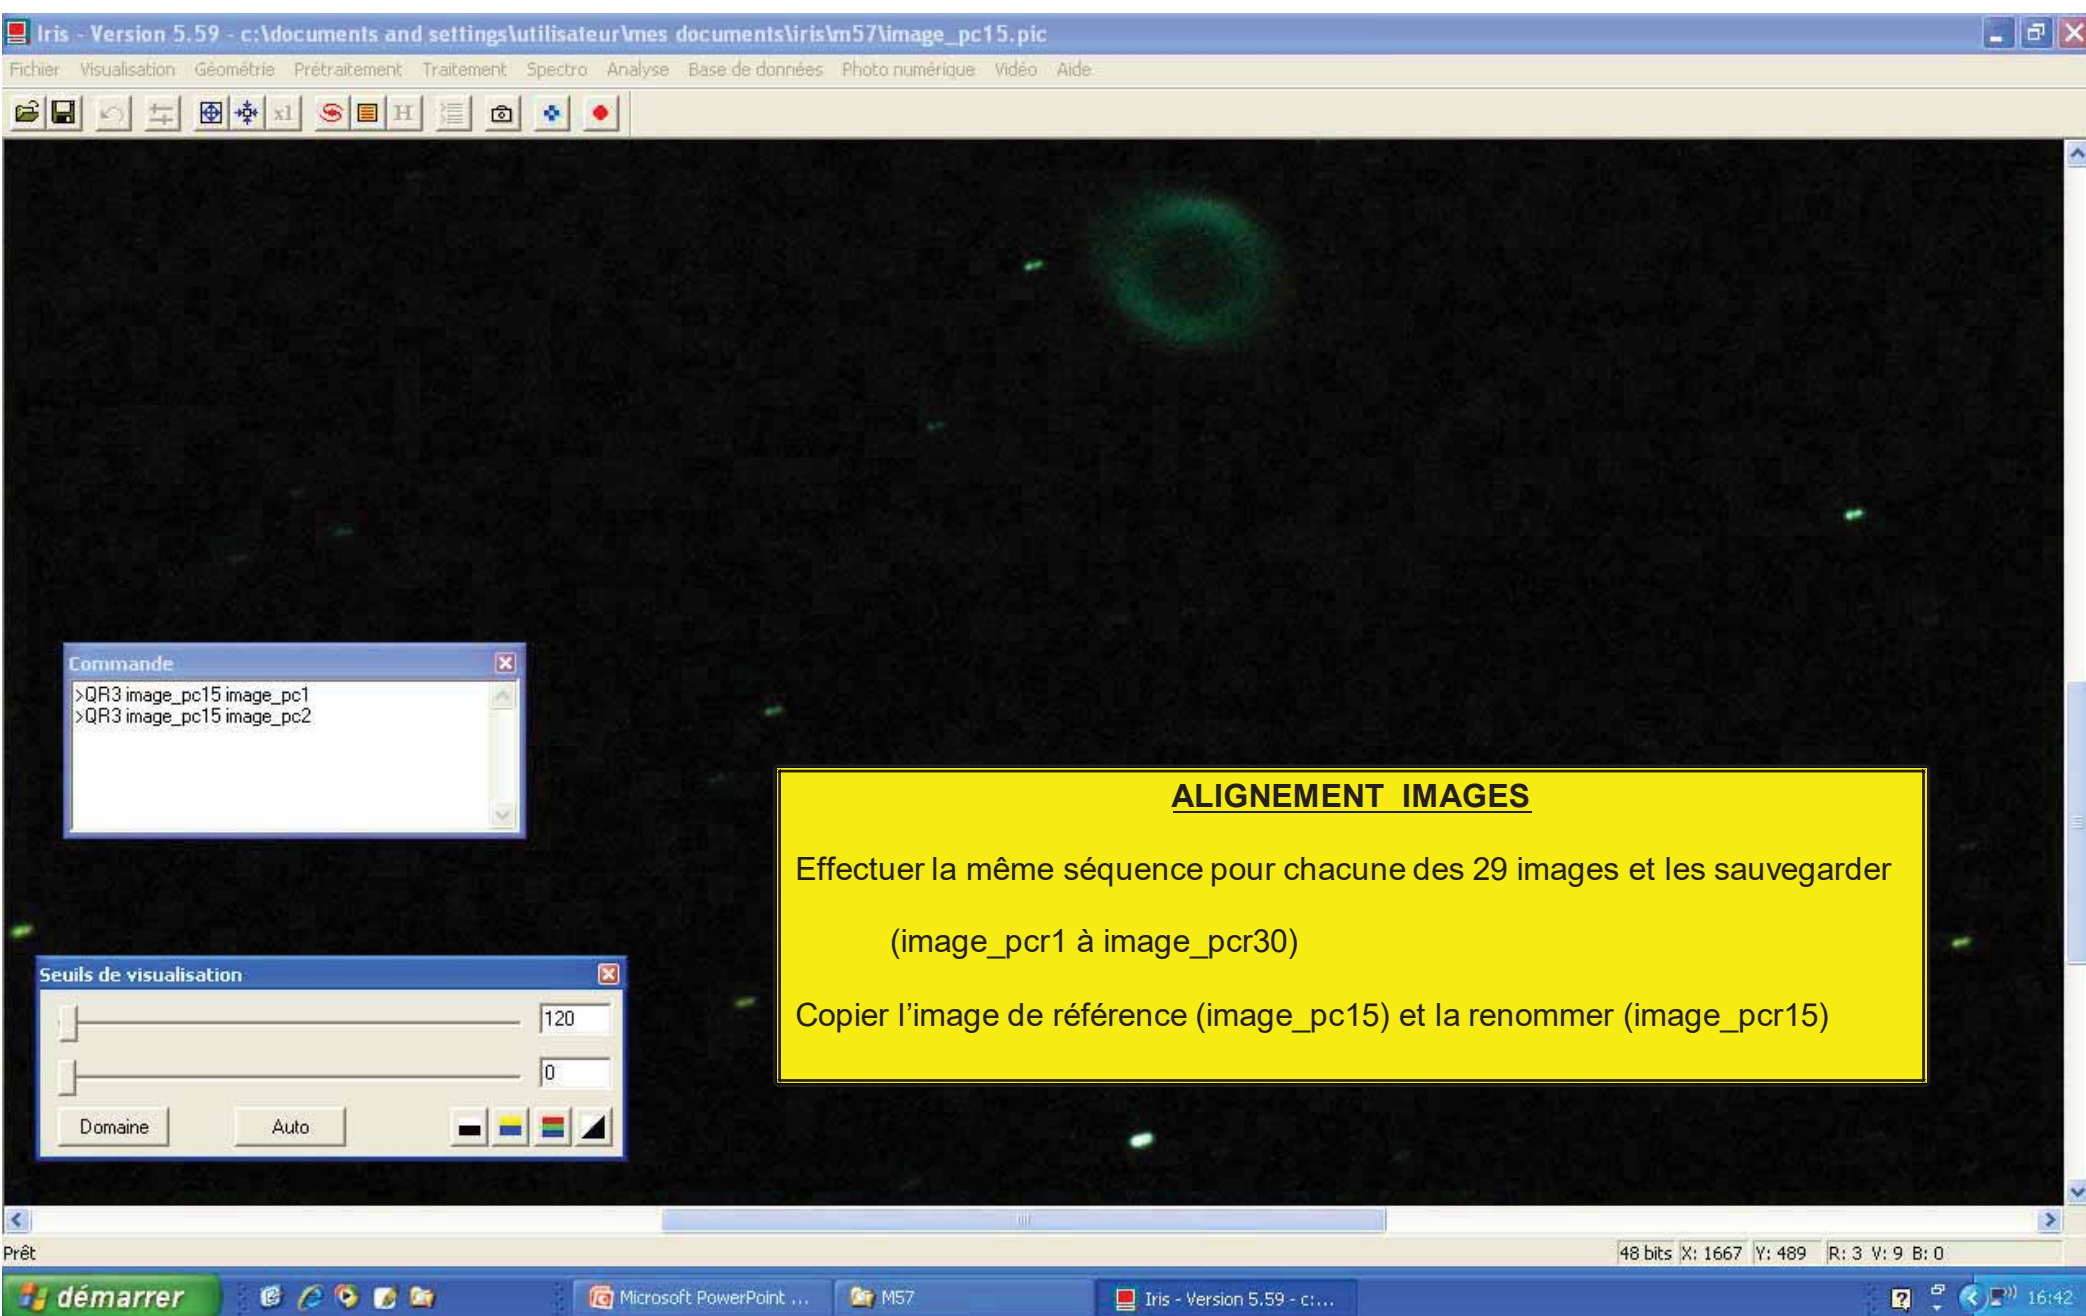 Iris - Version 5.59 - c:\documents and settings\utilisateur\mes documents\iris\m57\image_pc15.pic
Fichier Visualisation Géométrie Prétraitement Traitement Spectro Analyse Base de données Photo numérique Vidéo Aide
x1 H
Commande
>QR3 image_pc15 image_pc1
>QR3 image_pc15 image_pc2
ALIGNEMENT IMAGES
Effectuer la même séquence pour chacune des 29 images et les sauvegarder
(image_pcr1 à image_pcr30)
Copier l’image de référence (image_pc15) et la renommer (image_pcr15)
Seuils de visualisation
120
0
Domaine Auto
Prêt 48 bits X: 1667 Y: 489 R: 3 V: 9 B: 0
démarrer Microsoft PowerPoint ... M57 Iris - Version 5.59 - c:... 16:42